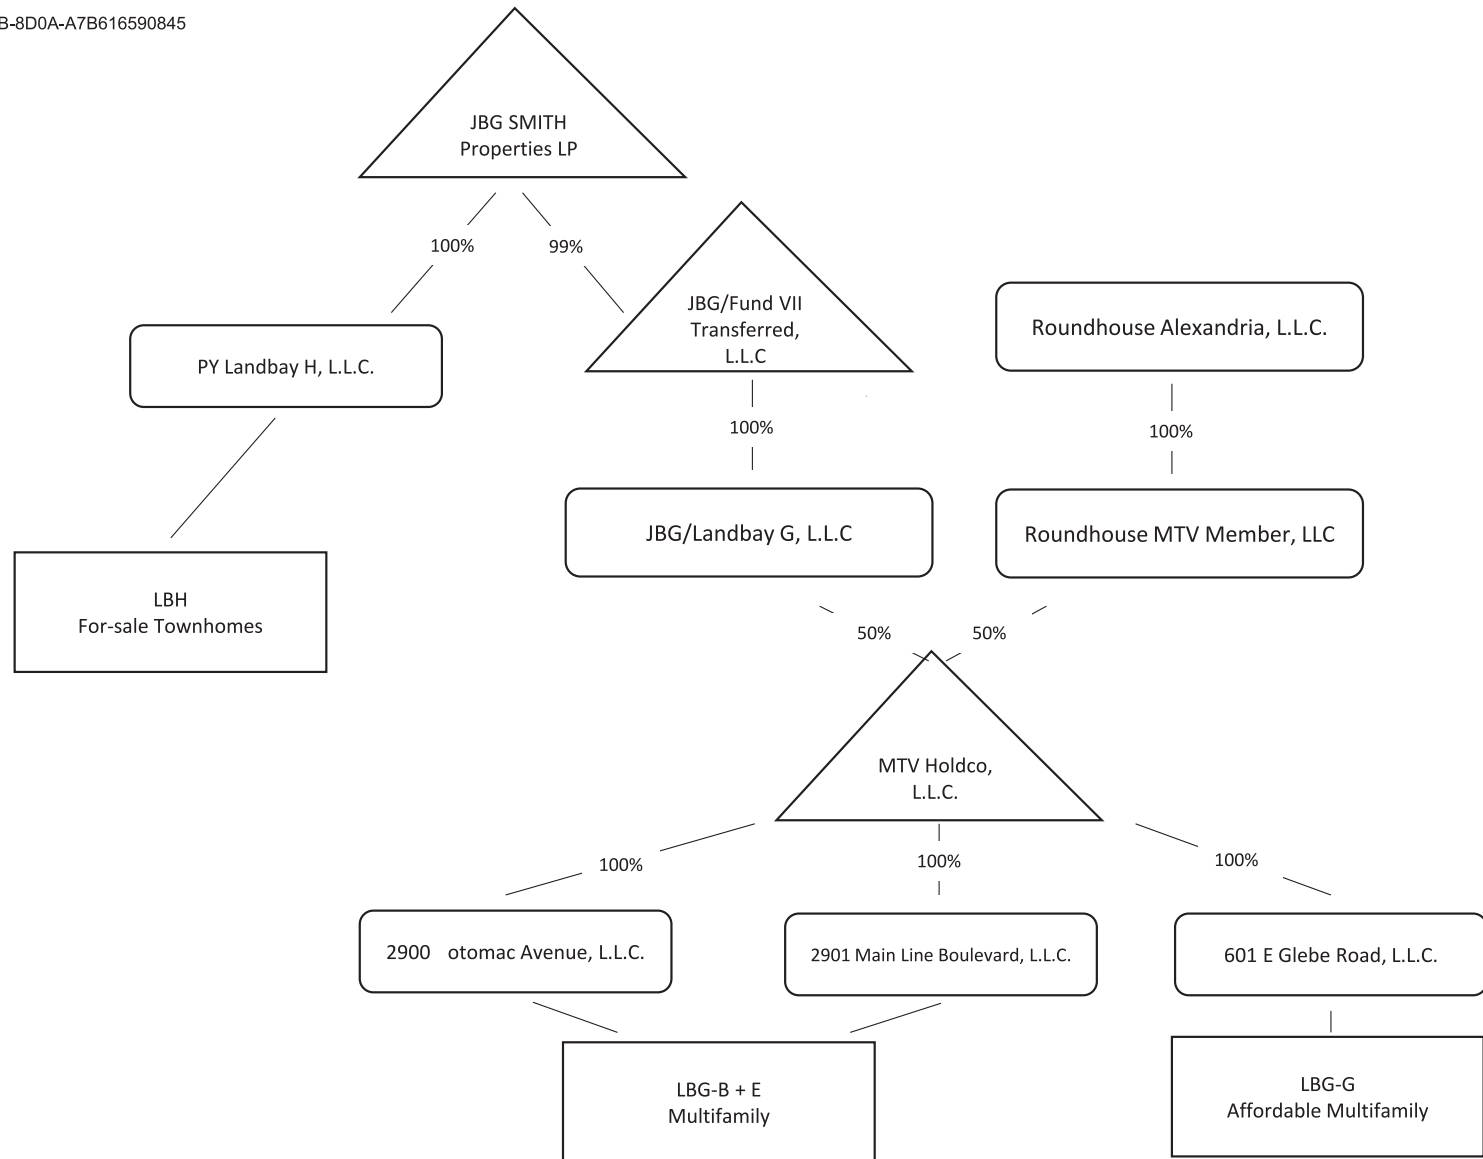 B-8D0A-A7B616590845
JBG SMITH
Properties LP
100%
99%
JBG/Fund VII
Transferred,
L.L.C
Roundhouse Alexandria, L.L.C.
PY Landbay H, L.L.C.
100%
100%
JBG/Landbay G, L.L.C
Roundhouse MTV Member, LLC
LBH
For-sale Townhomes
50%
50%
MTV Holdco,
L.L.C.
100%
100%
100%
2900 otomac Avenue, L.L.C.
2901 Main Line Boulevard, L.L.C.
601 E Glebe Road, L.L.C.
LBG-B + E
Multifamily
LBG-G
Affordable Multifamily